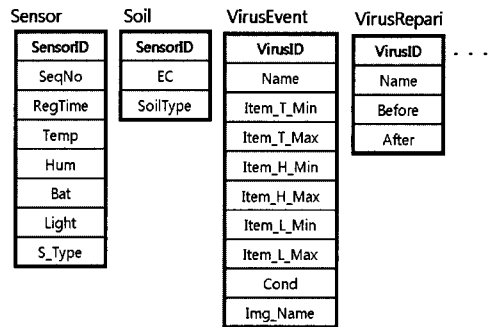 Sensor
SensorID
SeqNo
RegTime
Temp
Hum
Bat
Light
S_Type
Soil
SensorID
EC
SoilType
VirusEvent
VirusID
Name
Item_T_Min
Item_T_Max
Item_H_Min
Item_H_Max
Item_L_Min
Item_L_Max
Cond
Img_Name
VirusRepari
VirusID
Name
Before
After
. . .